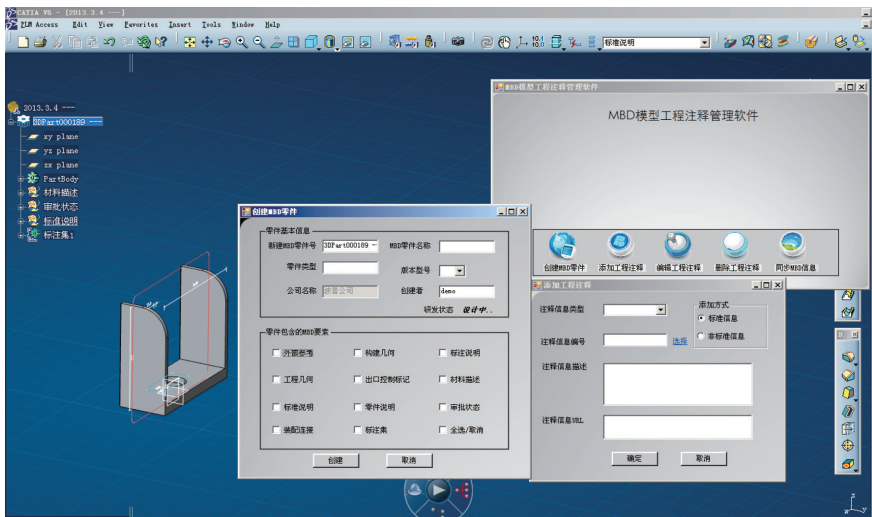 CATIA V5 - [2013.3.4 ---]
PLM Access Edit View Favorites Insert Tools Window Help
标准说明
2013.3.4 ---
3DPart000189 ---
xy plane
yz plane
zx plane
PartBody
材料描述
审批状态
标准说明
标注集1
MBD模型工程注释管理软件
MBD模型工程注释管理软件
创建MBD零件 添加工程注释 编辑工程注释 删除工程注释 同步MBD信息
创建MBD零件
零件基本信息
新建MBD零件号 3DPart000189 - MBD零件名称
零件类型 版本型号
公司名称 波音公司 创建者 demo
研发状态 设计中..
零件包含的MBD要素
外部参考 构建几何 标注说明
工程几何 出口控制标记 材料描述
标准说明 零件说明 审批状态
装配连接 标注集 全选/取消
创建 取消
添加工程注释
注释信息类型
添加方式
标准信息
注释信息编号 选择 非标准信息
注释信息描述
注释信息URL
确定 取消
z
x y